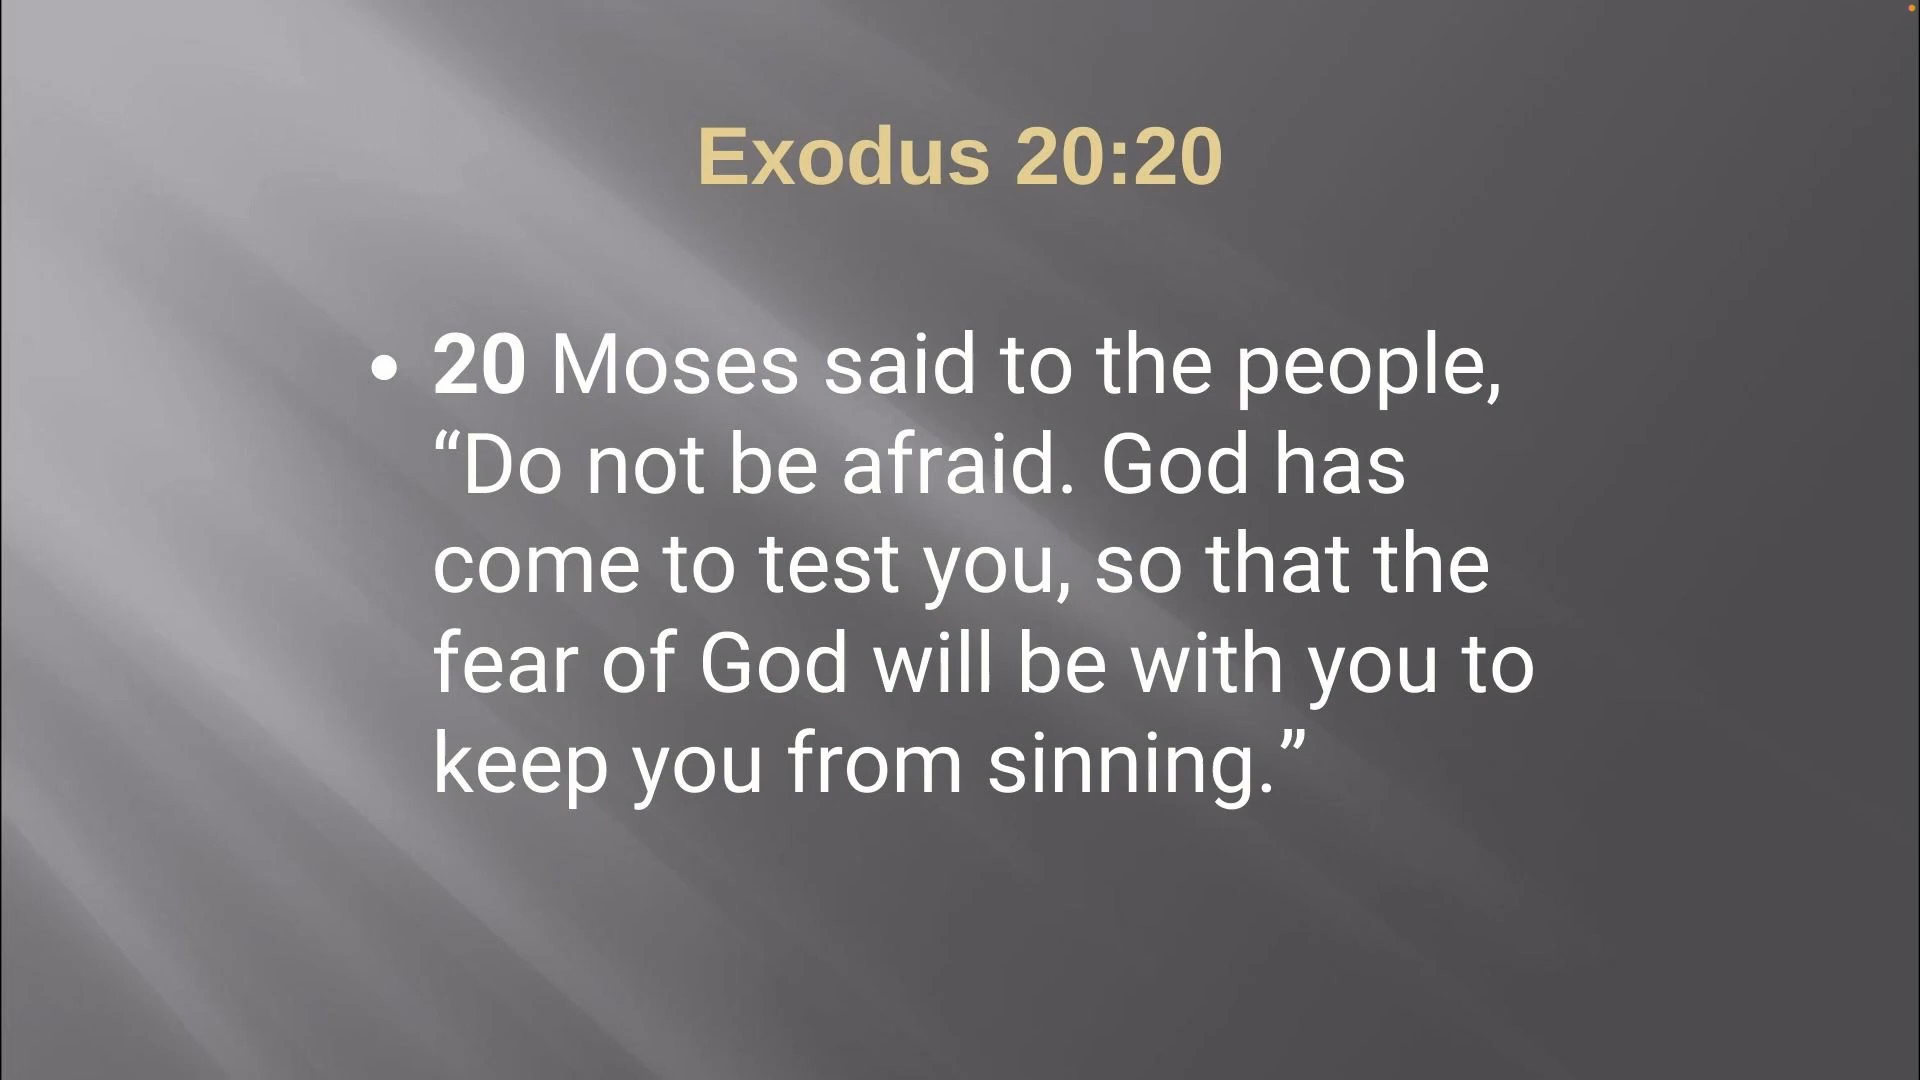 Exodus 20:20
• 20 Moses said to the people,
“Do not be afraid. God has
come to test you, so that the
fear of God will be with you to
keep you from sinning.”